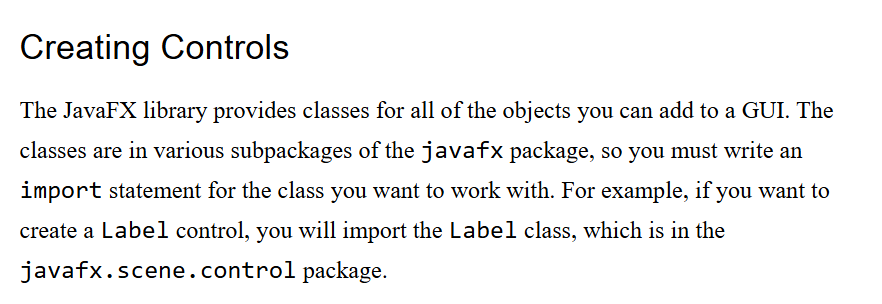 Creating Controls
The JavaFX library provides classes for all of the objects you can add to a GUI. The
classes are in various subpackages of the javafx package, so you must write an
import statement for the class you want to work with. For example, if you want to
create a Label control, you will import the Label class, which is in the
javafx.scene.control package.